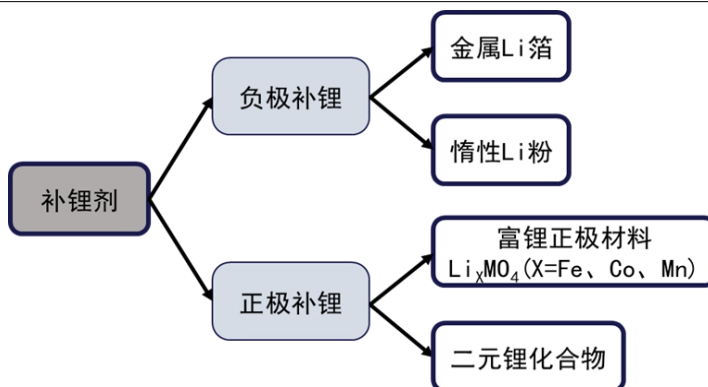 补锂剂
负极补锂
金属Li箔
惰性Li粉
正极补锂
富锂正极材料
LiₓMO₄(X=Fe、Co、Mn)
二元锂化合物